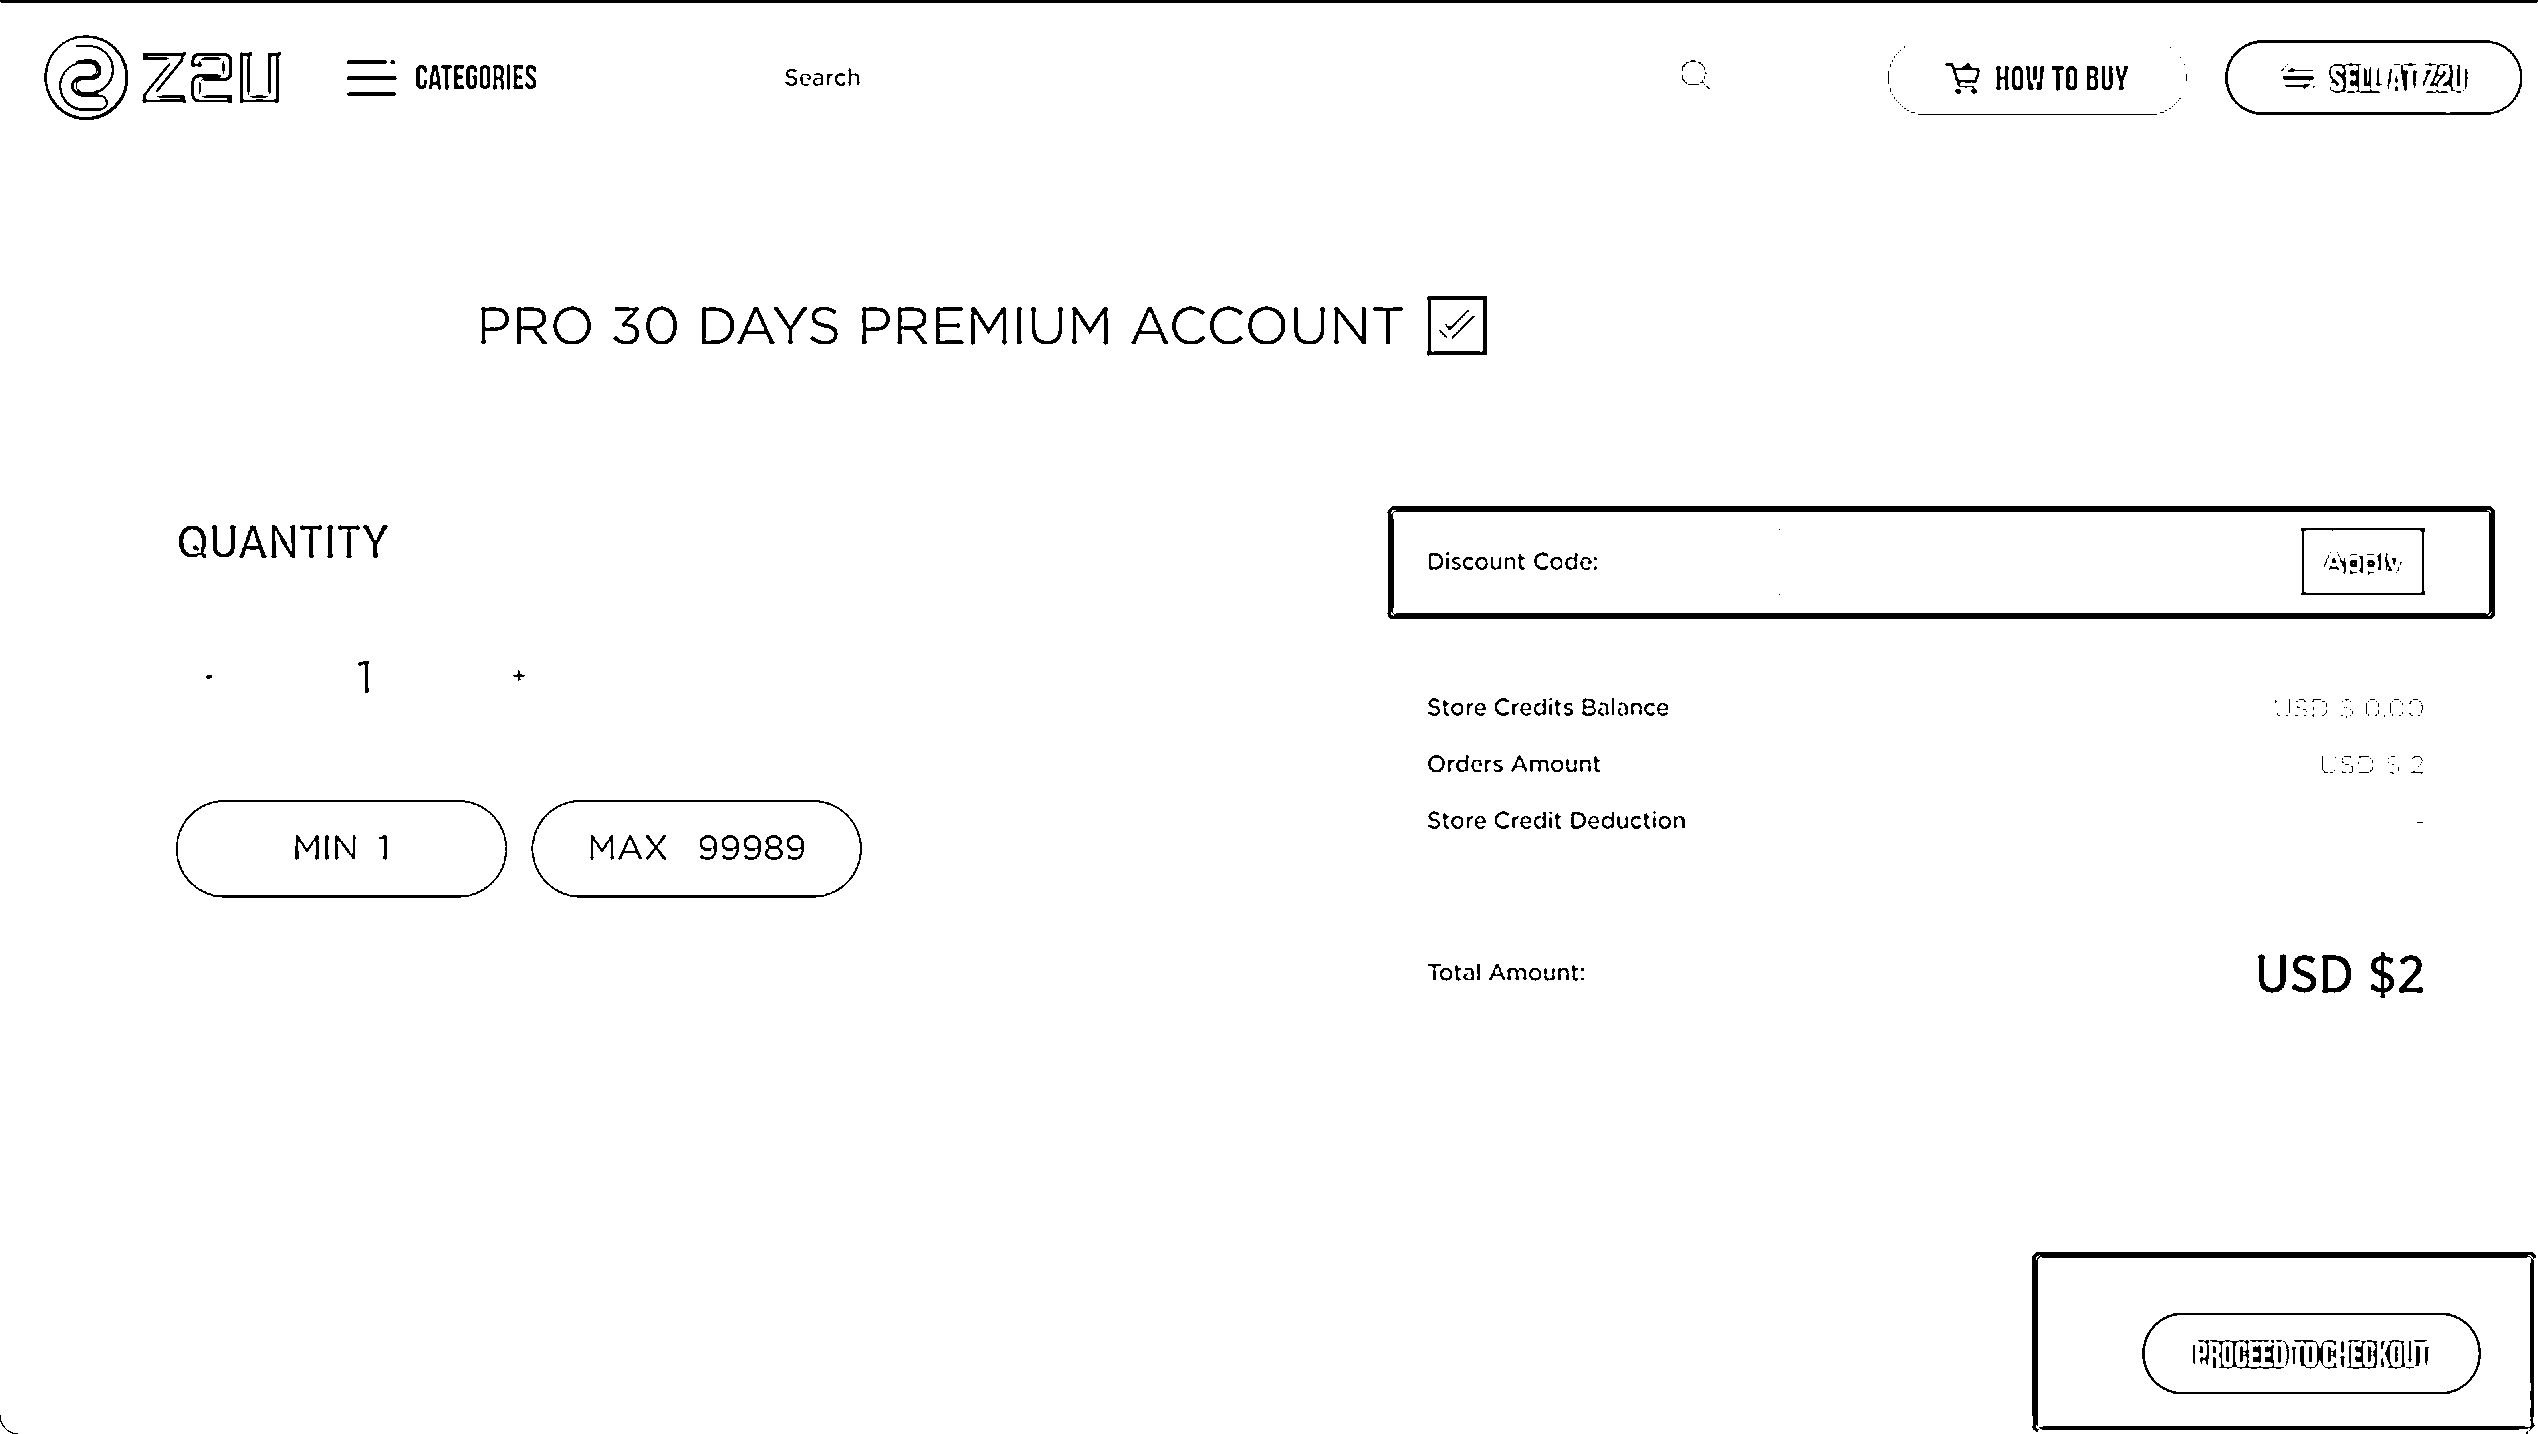 Z2U CATEGORIES Search HOW TO BUY SELL AT Z2U
PRO 30 DAYS PREMIUM ACCOUNT
QUANTITY
- 1 +
MIN 1 MAX 99989
Discount Code: Apply
Store Credits Balance USD $ 0.00
Orders Amount USD $ 2
Store Credit Deduction -
Total Amount: USD $2
PROCEED TO CHECKOUT